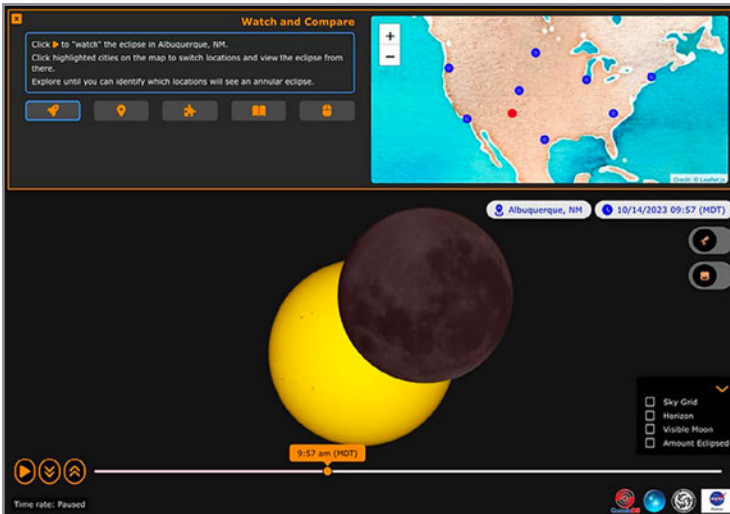 Watch and Compare
Click ▶ to "watch" the eclipse in Albuquerque, NM.
Click highlighted cities on the map to switch locations and view the eclipse from
there.
Explore until you can identify which locations will see an annular eclipse.
+
−
Credit: © Leaflet.js
Albuquerque, NM
10/14/2023 09:57 (MDT)
Sky Grid
Horizon
Visible Moon
Amount Eclipsed
9:57 am (MDT)
Time rate: Paused
NASA